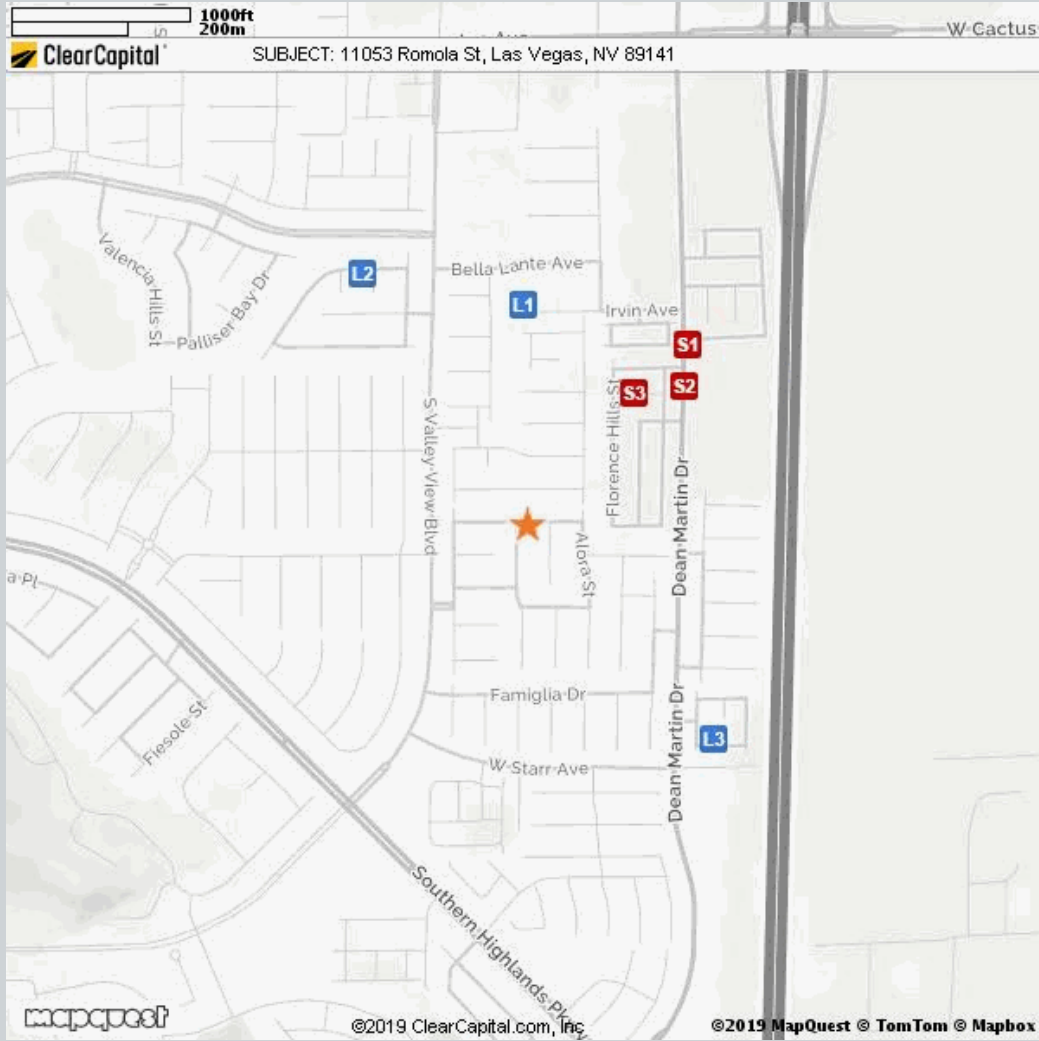 1000ft
200m
W Cactus
ClearCapital
SUBJECT: 11053 Romola St, Las Vegas, NV 89141
Valencia Hills St
Palliser Bay Dr
L2
Bella Lante Ave
L1
Irvin Ave
S1
S3
S2
Florence Hills St
S Valley View Blvd
Dean Martin Dr
Alora St
a Pl
Famiglia Dr
Fiesole St
Dean Martin Dr
L3
W Starr Ave
Southern Highlands Pkwy
mapquest
©2019 ClearCapital.com, Inc
©2019 MapQuest © TomTom © Mapbox